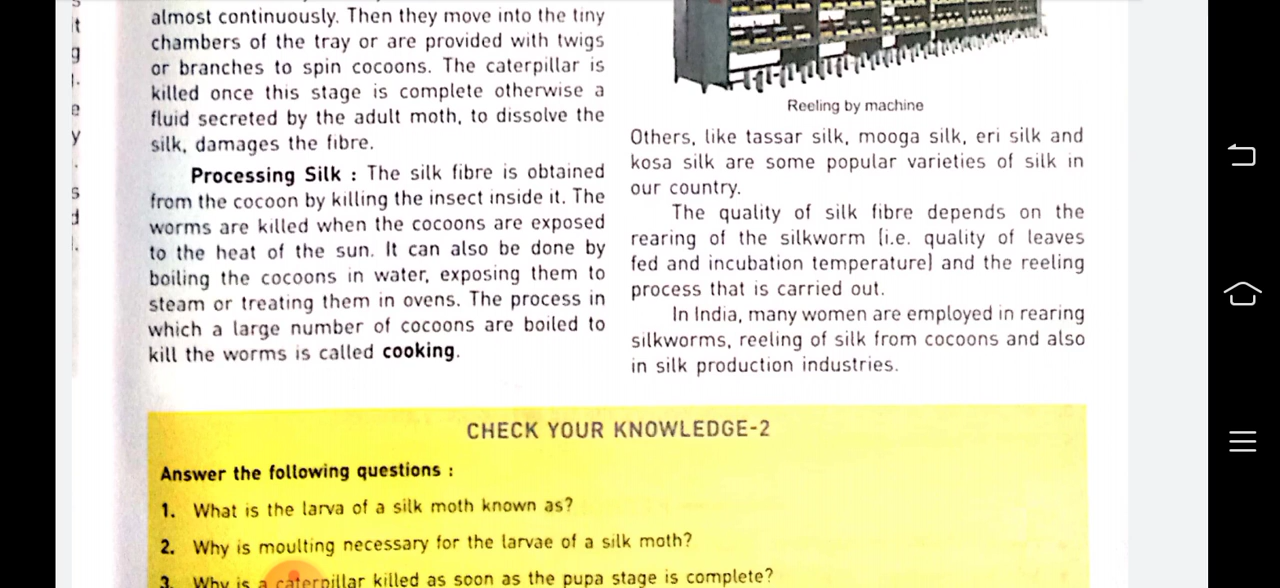 almost continuously. Then they move into the tiny
chambers of the tray or are provided with twigs
or branches to spin cocoons. The caterpillar is
killed once this stage is complete otherwise a
fluid secreted by the adult moth, to dissolve the
silk, damages the fibre.
Processing Silk : The silk fibre is obtained
from the cocoon by killing the insect inside it. The
worms are killed when the cocoons are exposed
to the heat of the sun. It can also be done by
boiling the cocoons in water, exposing them to
steam or treating them in ovens. The process in
which a large number of cocoons are boiled to
kill the worms is called cooking.
Reeling by machine
Others, like tassar silk, mooga silk, eri silk and
kosa silk are some popular varieties of silk in
our country.
The quality of silk fibre depends on the
rearing of the silkworm (i.e. quality of leaves
fed and incubation temperature) and the reeling
process that is carried out.
In India, many women are employed in rearing
silkworms, reeling of silk from cocoons and also
in silk production industries.
CHECK YOUR KNOWLEDGE-2
Answer the following questions :
1. What is the larva of a silk moth known as?
2. Why is moulting necessary for the larvae of a silk moth?
3. Why is a caterpillar killed as soon as the pupa stage is complete?